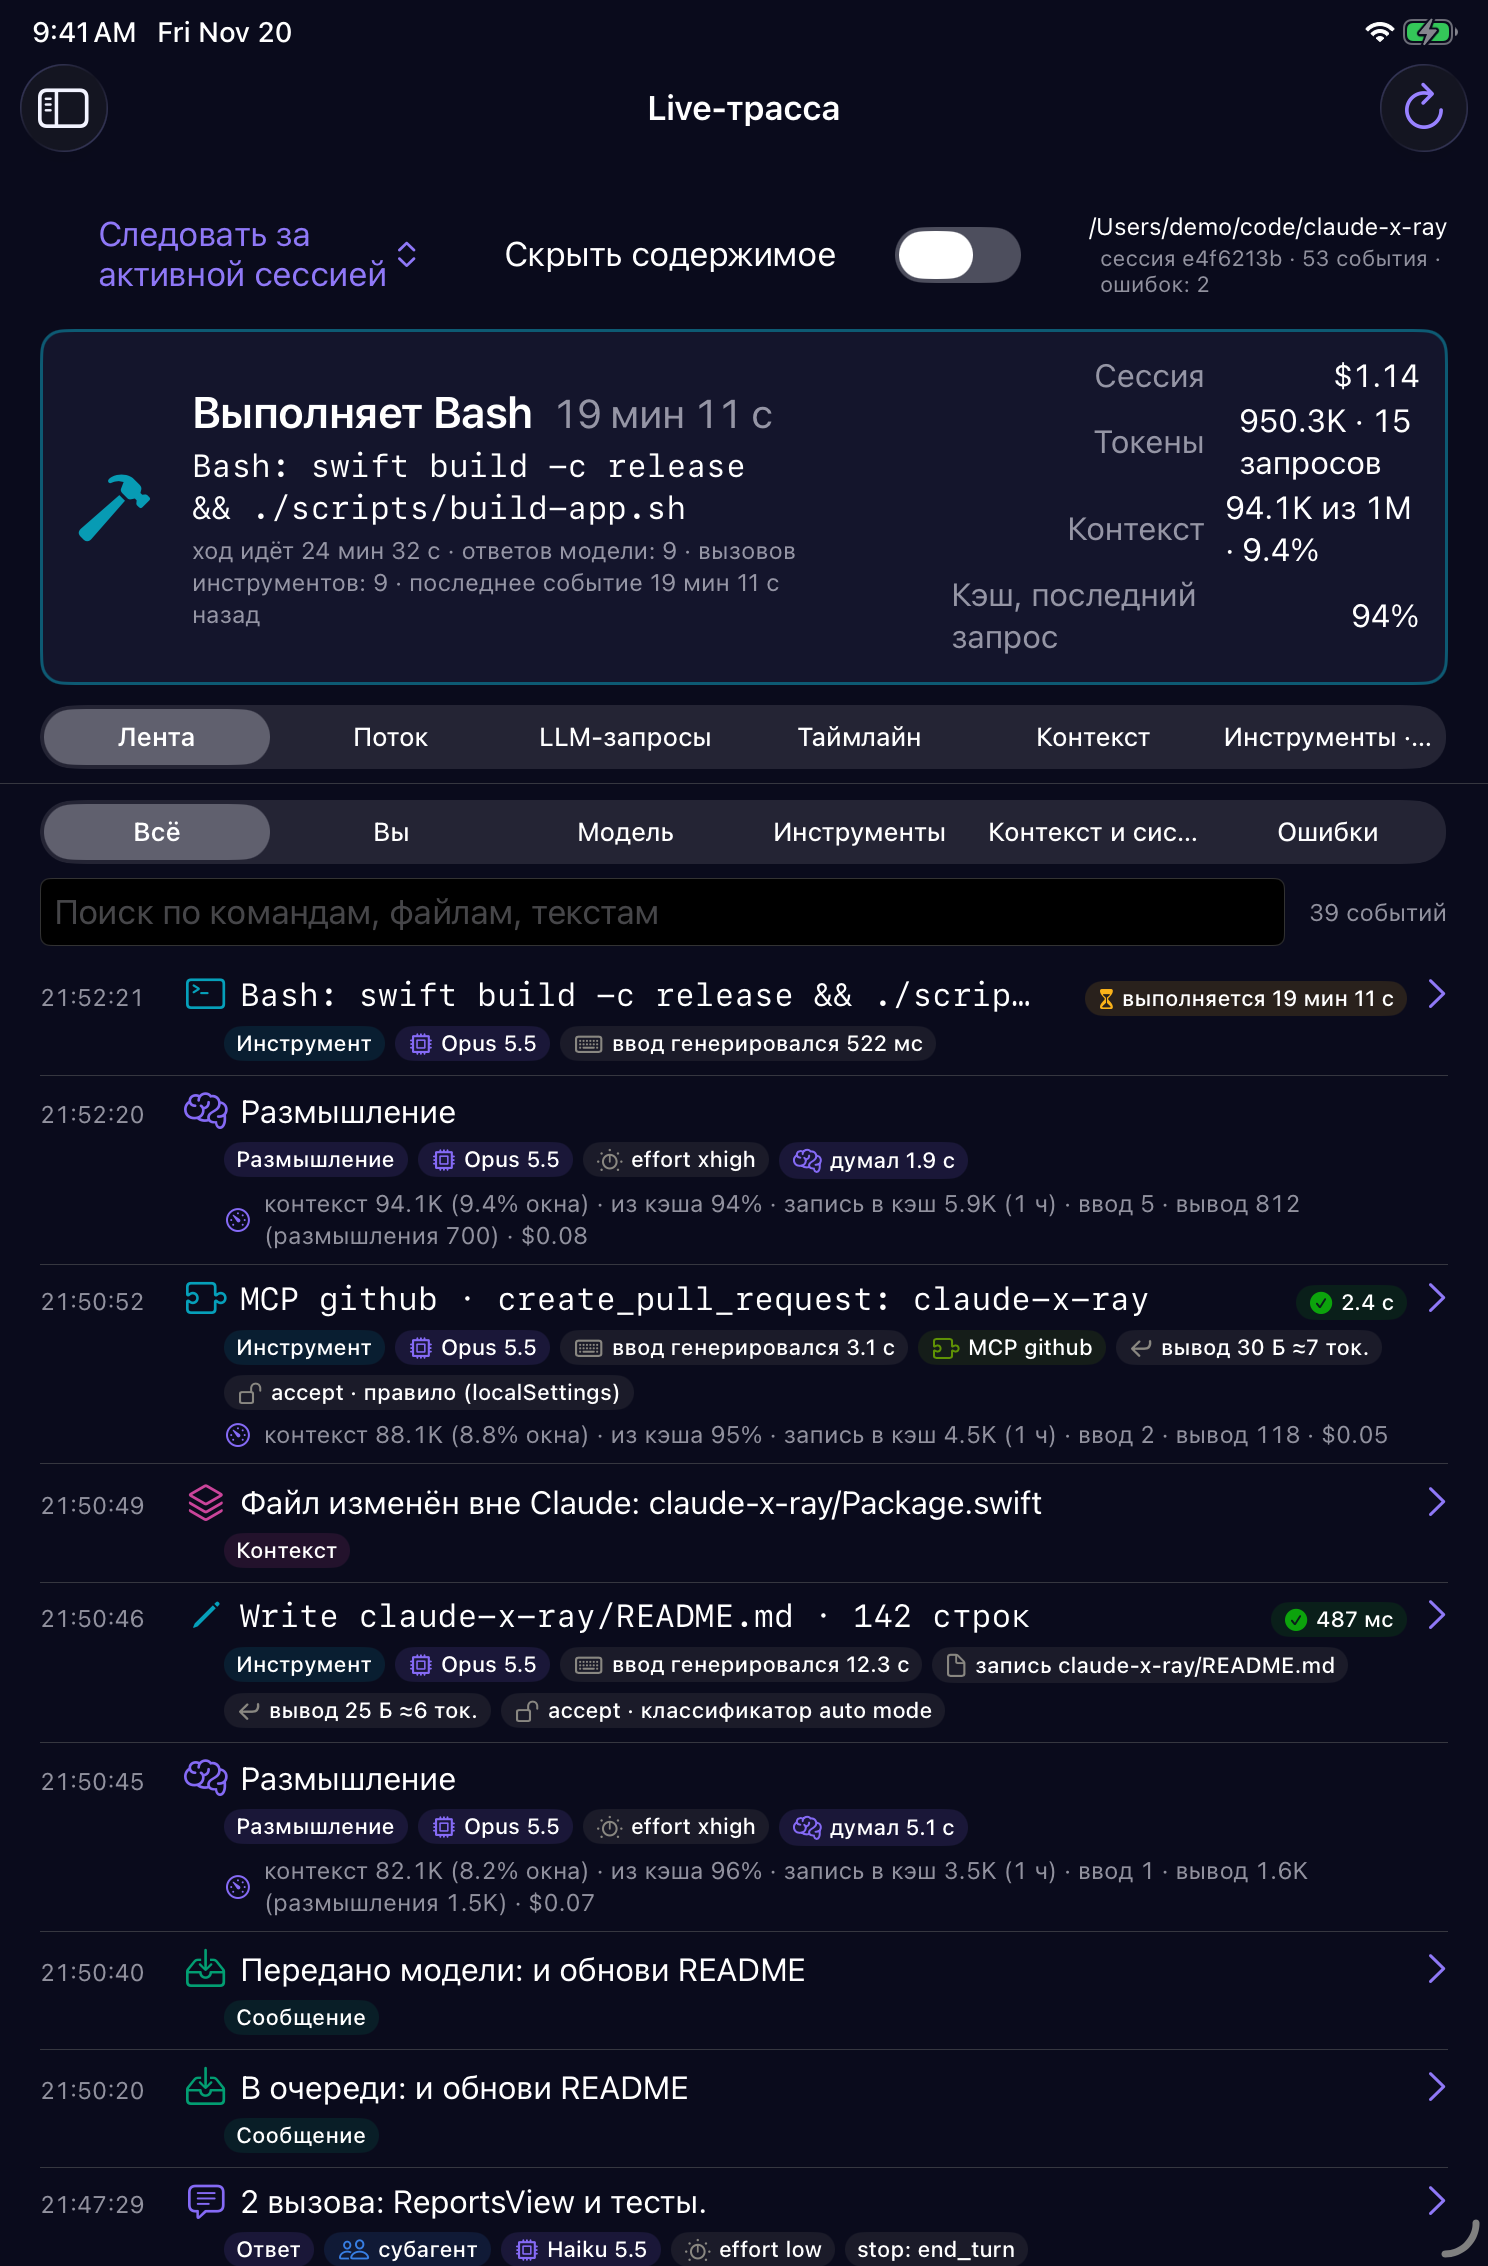 9:41 AM Fri Nov 20
Live-трасса
Следовать за
активной сессией
Скрыть содержимое
/Users/demo/code/claude-x-ray
сессия e4f6213b · 53 события ·
ошибок: 2
Выполняет Bash 19 мин 11 с
Bash: swift build -c release
&& ./scripts/build-app.sh
ход идёт 24 мин 32 с · ответов модели: 9 · вызовов
инструментов: 9 · последнее событие 19 мин 11 с
назад
Сессия $1.14
Токены 950.3K · 15
запросов
Контекст 94.1K из 1M
· 9.4%
Кэш, последний
запрос 94%
Лента Поток LLM-запросы Таймлайн Контекст Инструменты ·...
Всё Вы Модель Инструменты Контекст и сис... Ошибки
Поиск по командам, файлам, текстам 39 событий
21:52:21 Bash: swift build -c release && ./scrip… выполняется 19 мин 11 с
Инструмент Opus 5.5 ввод генерировался 522 мс
21:52:20 Размышление
Размышление Opus 5.5 effort xhigh думал 1.9 с
контекст 94.1K (9.4% окна) · из кэша 94% · запись в кэш 5.9K (1 ч) · ввод 5 · вывод 812
(размышления 700) · $0.08
21:50:52 MCP github · create_pull_request: claude-x-ray 2.4 с
Инструмент Opus 5.5 ввод генерировался 3.1 с MCP github вывод 30 Б ≈7 ток.
accept · правило (localSettings)
контекст 88.1K (8.8% окна) · из кэша 95% · запись в кэш 4.5K (1 ч) · ввод 2 · вывод 118 · $0.05
21:50:49 Файл изменён вне Claude: claude-x-ray/Package.swift
Контекст
21:50:46 Write claude-x-ray/README.md · 142 строк 487 мс
Инструмент Opus 5.5 ввод генерировался 12.3 с запись claude-x-ray/README.md
вывод 25 Б ≈6 ток. accept · классификатор auto mode
21:50:45 Размышление
Размышление Opus 5.5 effort xhigh думал 5.1 с
контекст 82.1K (8.2% окна) · из кэша 96% · запись в кэш 3.5K (1 ч) · ввод 1 · вывод 1.6K
(размышления 1.5K) · $0.07
21:50:40 Передано модели: и обнови README
Сообщение
21:50:20 В очереди: и обнови README
Сообщение
21:47:29 2 вызова: ReportsView и тесты.
Ответ субагент Haiku 5.5 effort low stop: end_turn